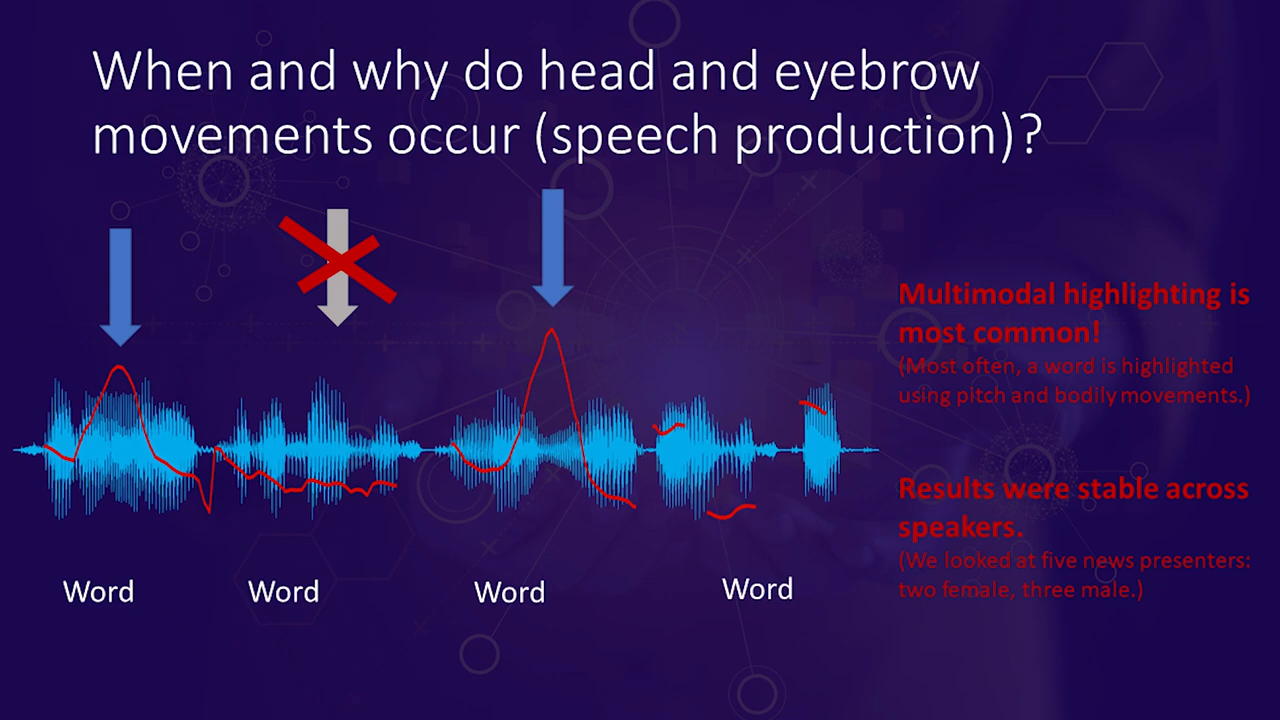 When and why do head and eyebrow
movements occur (speech production)?
Multimodal highlighting is
most common!
(Most often, a word is highlighted
using pitch and bodily movements.)
Results were stable across
speakers.
(We looked at five news presenters:
two female, three male.)
Word Word Word Word